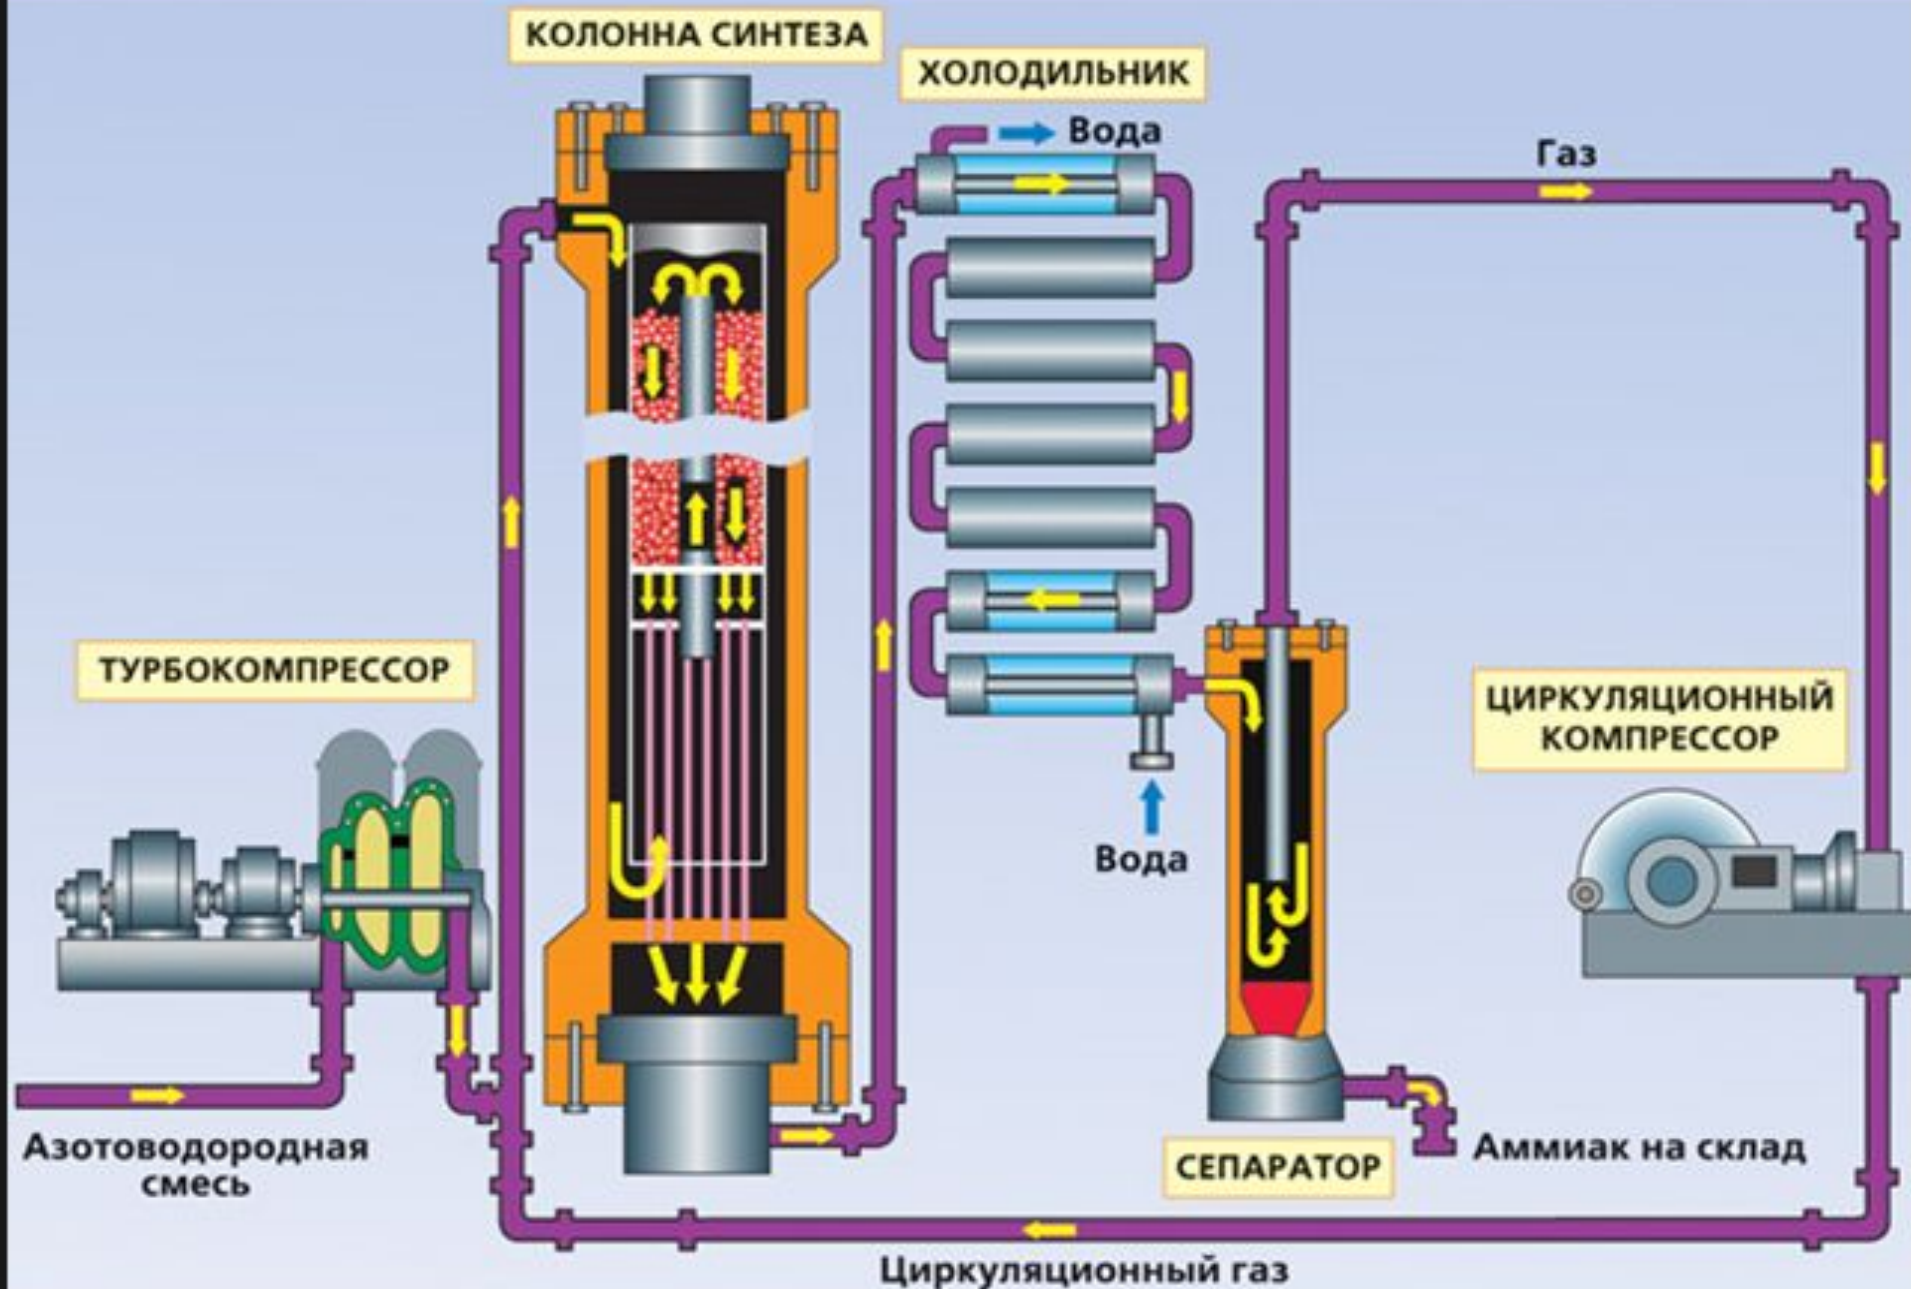 КОЛОННА СИНТЕЗА
ХОЛОДИЛЬНИК
Вода
Газ
ТУРБОКОМПРЕССОР
ЦИРКУЛЯЦИОННЫЙ
КОМПРЕССОР
Вода
Азотоводородная
смесь
СЕПАРАТОР
Аммиак на склад
Циркуляционный газ